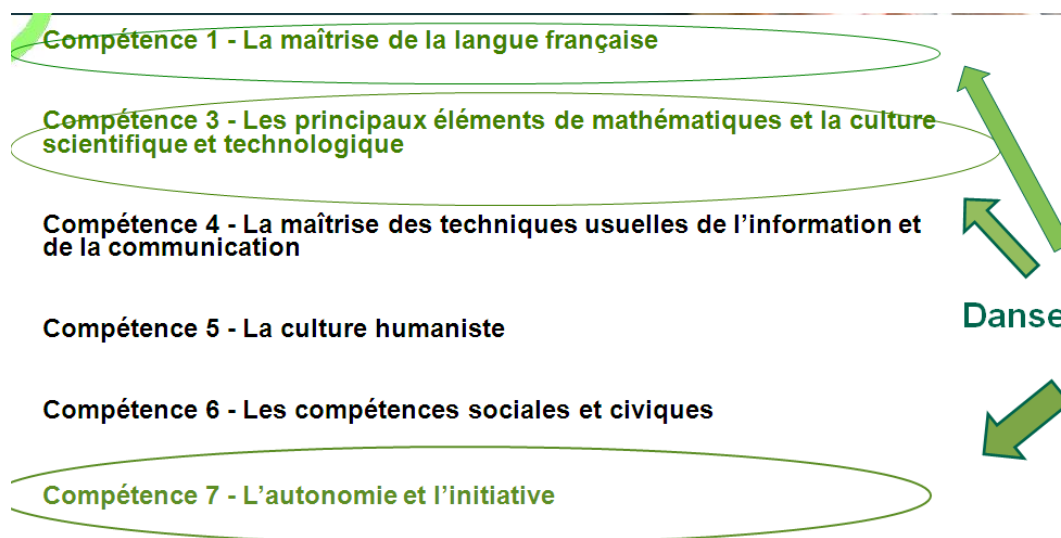 Compétence 1 - La maîtrise de la langue française
Compétence 3 - Les principaux éléments de mathématiques et la culture
scientifique et technologique
Compétence 4 - La maîtrise des techniques usuelles de l’information et
de la communication
Danse
Compétence 5 - La culture humaniste
Compétence 6 - Les compétences sociales et civiques
Compétence 7 - L’autonomie et l’initiative